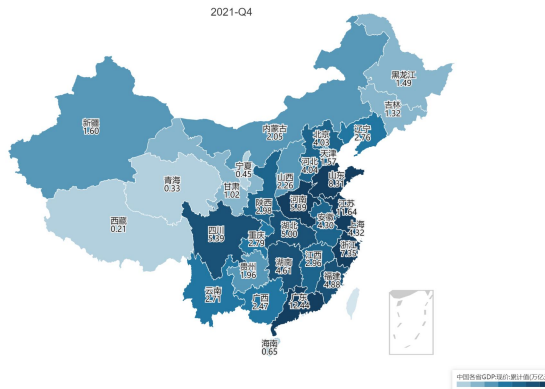 2021-Q4
黑龙江
1.49
吉林
1.32
新疆
1.60
内蒙古
2.05
北京
4.03
辽宁
2.76
天津
1.57
河北
4.04
宁夏
0.45
山西
2.26
山东
8.31
青海
0.33
甘肃
1.02
陕西
2.98
河南
5.89
江苏
11.64
西藏
0.21
安徽
4.30
上海
4.32
四川
5.39
重庆
2.79
湖北
5.00
浙江
7.35
贵州
1.96
湖南
4.61
江西
2.96
福建
4.88
云南
2.71
广西
2.47
广东
12.44
海南
0.65
中国各省GDP:现价:累计值(万亿